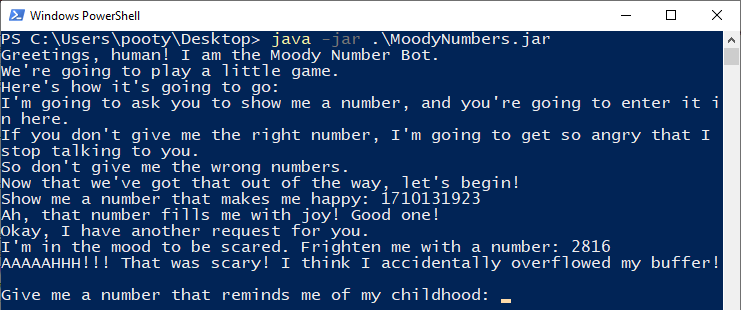 Windows PowerShell
PS C:\Users\pooty\Desktop> java -jar .\MoodyNumbers.jar
Greetings, human! I am the Moody Number Bot.
We're going to play a little game.
Here's how it's going to go:
I'm going to ask you to show me a number, and you're going to enter it i
n here.
If you don't give me the right number, I'm going to get so angry that I
stop talking to you.
So don't give me the wrong numbers.
Now that we've got that out of the way, let's begin!
Show me a number that makes me happy: 1710131923
Ah, that number fills me with joy! Good one!
Okay, I have another request for you.
I'm in the mood to be scared. Frighten me with a number: 2816
AAAAAHHH!!! That was scary! I think I accidentally overflowed my buffer!
Give me a number that reminds me of my childhood: